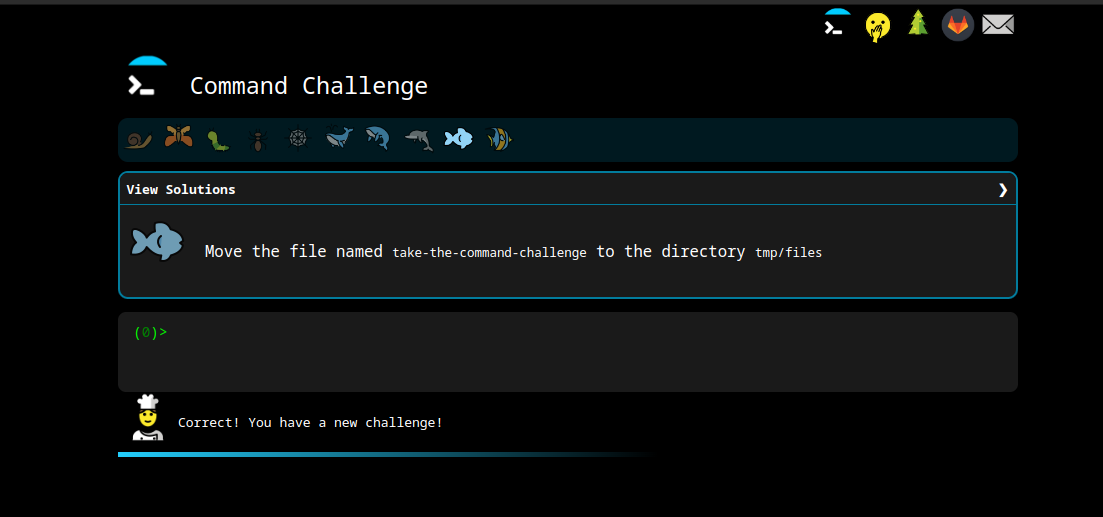 Command Challenge
View Solutions ❯
Move the file named take-the-command-challenge to the directory tmp/files
(0)>
Correct! You have a new challenge!